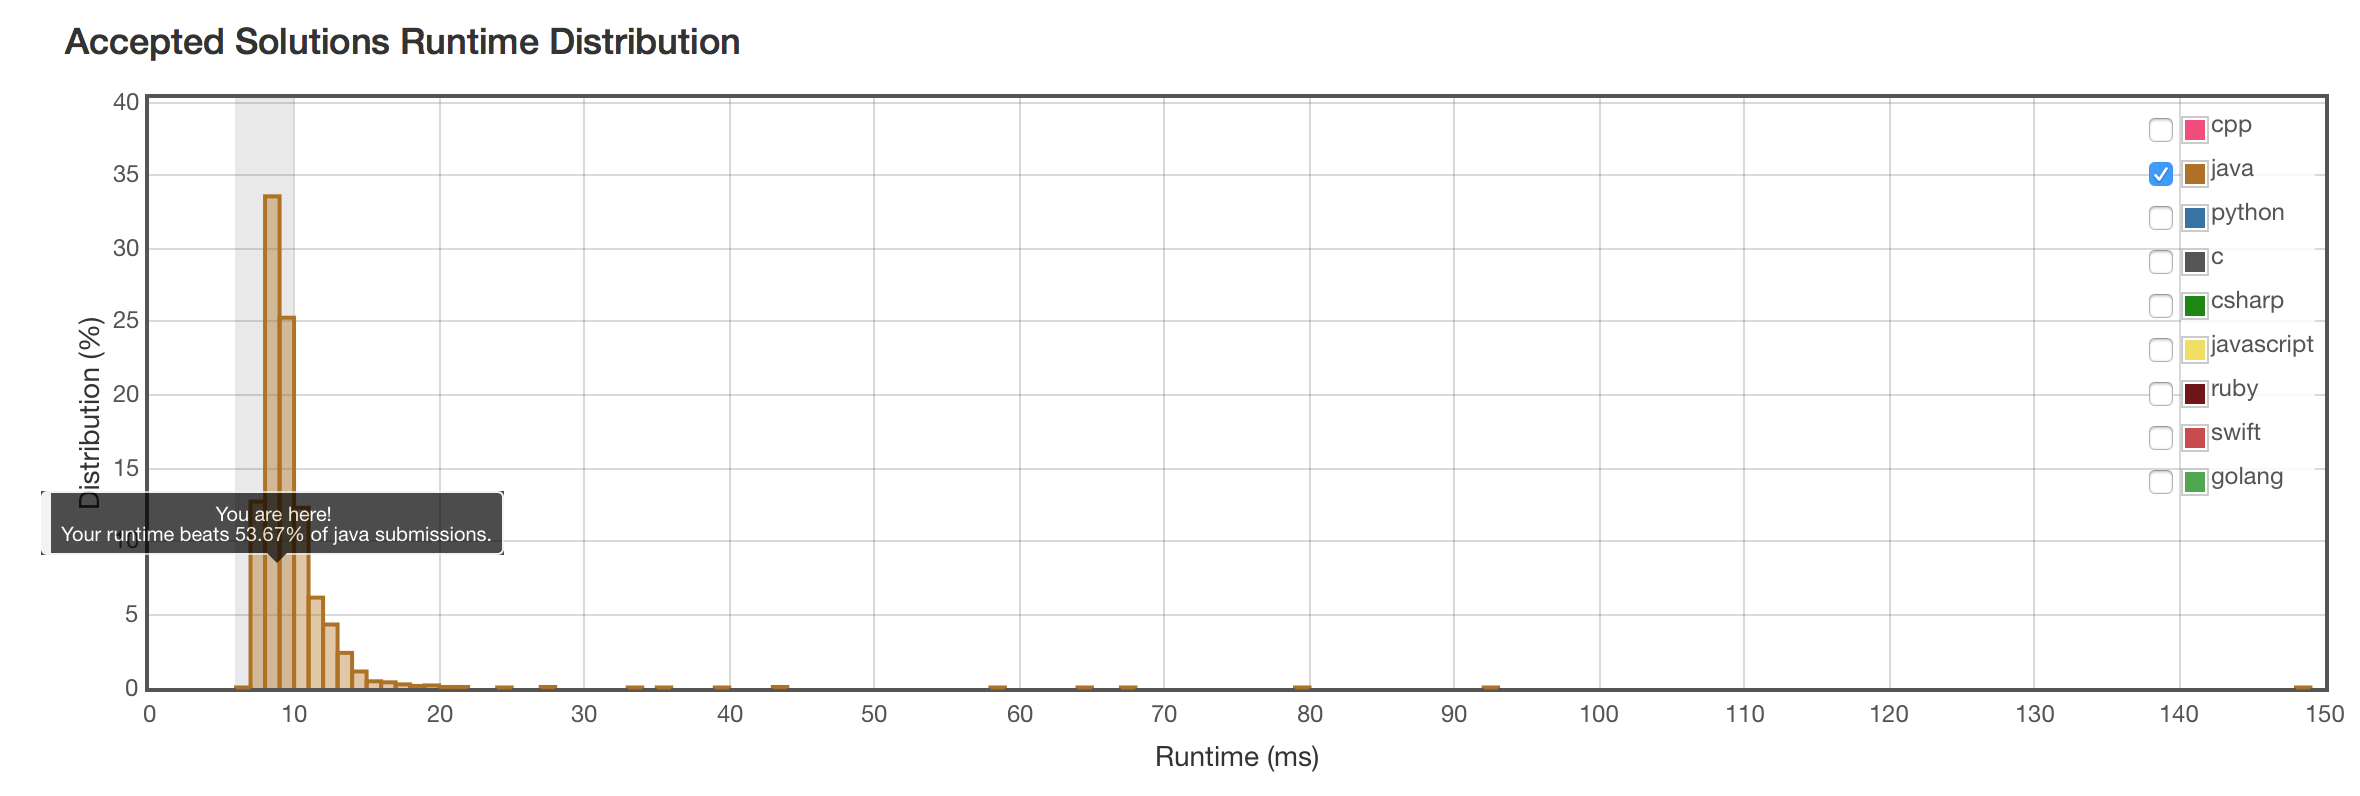 Accepted Solutions Runtime Distribution
40
35
30
25
20
15
10
5
0
Distribution (%)
You are here!
Your runtime beats 53.67% of java submissions.
cpp
java
python
c
csharp
javascript
ruby
swift
golang
0 10 20 30 40 50 60 70 80 90 100 110 120 130 140 150
Runtime (ms)